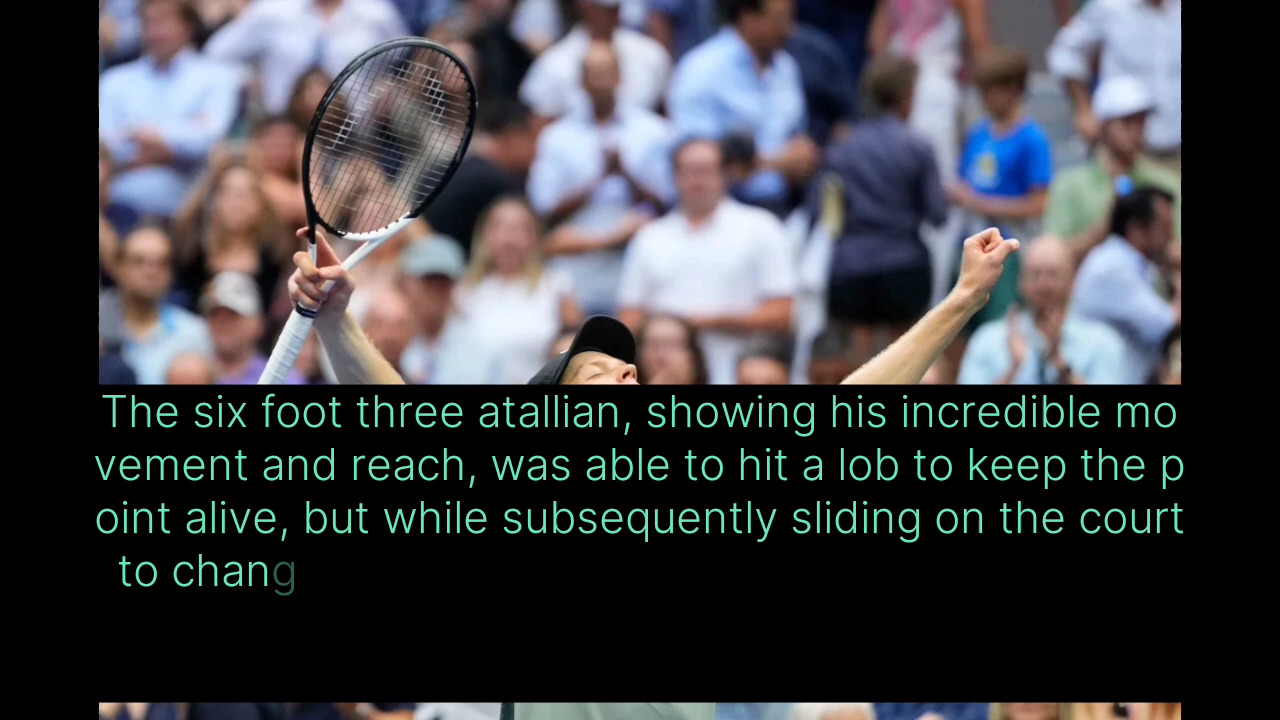 The six foot three atallian, showing his incredible mo
vement and reach, was able to hit a lob to keep the p
oint alive, but while subsequently sliding on the court
to chang